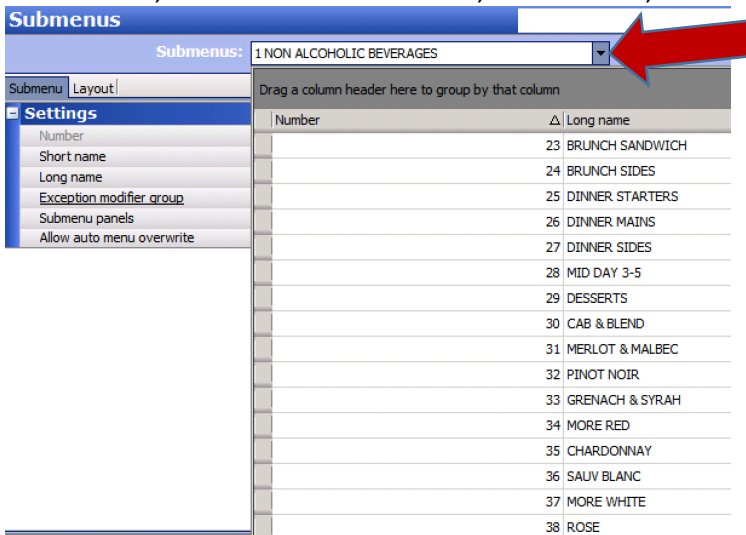 Submenus
Submenus: 1 NON ALCOHOLIC BEVERAGES
Submenu Layout
Settings
Number
Short name
Long name
Exception modifier group
Submenu panels
Allow auto menu overwrite
Drag a column header here to group by that column
Number Long name
23 BRUNCH SANDWICH
24 BRUNCH SIDES
25 DINNER STARTERS
26 DINNER MAINS
27 DINNER SIDES
28 MID DAY 3-5
29 DESSERTS
30 CAB & BLEND
31 MERLOT & MALBEC
32 PINOT NOIR
33 GRENACH & SYRAH
34 MORE RED
35 CHARDONNAY
36 SAUV BLANC
37 MORE WHITE
38 ROSE